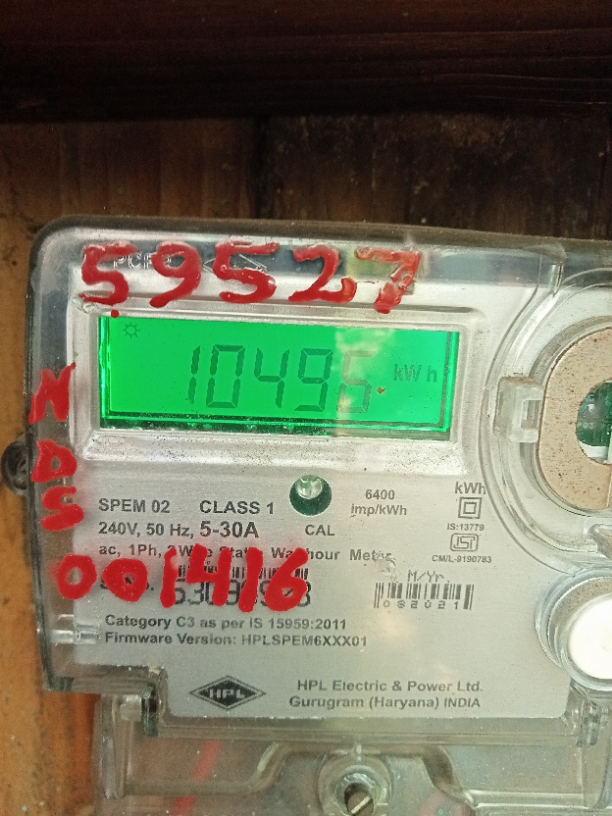 59527
10496 kWh
NDS
SPEM 02 CLASS 1
6400 imp/kWh
kWh
240V, 50 Hz, 5-30A
CAL
IS:13779
ac, 1Ph, Meter
CM/L-9190783
001416
M/Yr.
092021
Category C3 as per IS 15959:2011
Firmware Version: HPLSPEM6XXX01
HPL
HPL Electric & Power Ltd.
Gurugram (Haryana) INDIA